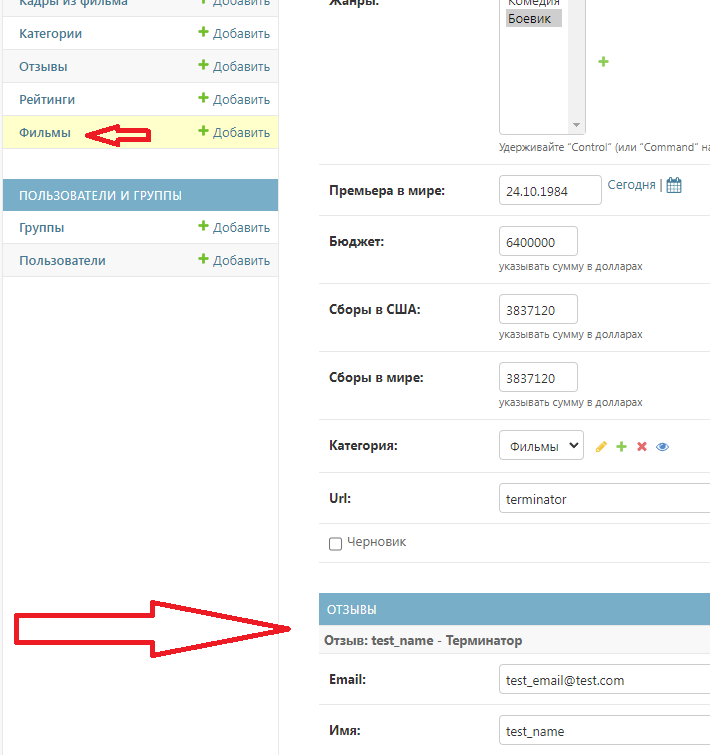 Кадры из фильма + Добавить
Категории + Добавить
Отзывы + Добавить
Рейтинги + Добавить
Фильмы + Добавить
ПОЛЬЗОВАТЕЛИ И ГРУППЫ
Группы + Добавить
Пользователи + Добавить
Жанры:
Комедия
Боевик
Удерживайте “Control” (или “Command” на
Премьера в мире: 24.10.1984 Сегодня |
Бюджет: 6400000
указывать сумму в долларах
Сборы в США: 3837120
указывать сумму в долларах
Сборы в мире: 3837120
указывать сумму в долларах
Категория: Фильмы
Url: terminator
Черновик
ОТЗЫВЫ
Отзыв: test_name - Терминатор
Email: test_email@test.com
Имя: test_name